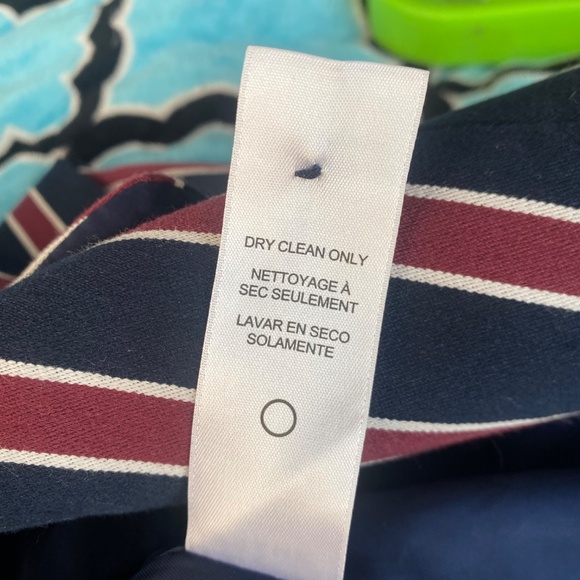 DRY CLEAN ONLY
NETTOYAGE À
SEC SEULEMENT
LAVAR EN SECO
SOLAMENTE